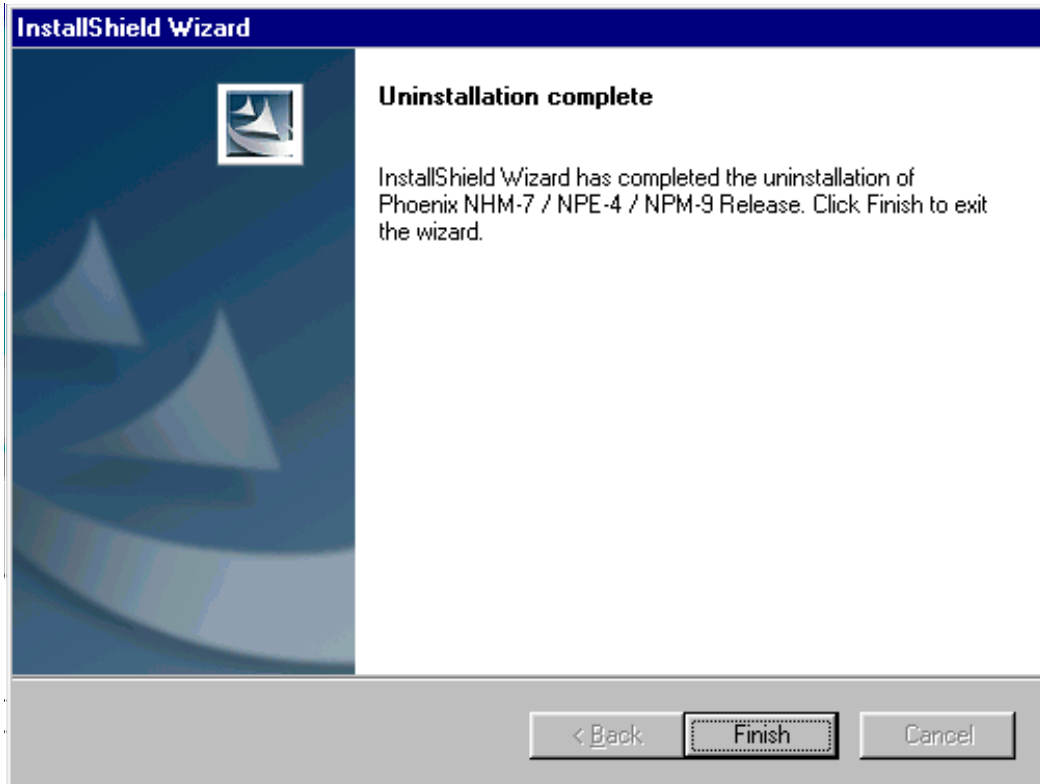 InstallShield Wizard
Uninstallation complete
InstallShield Wizard has completed the uninstallation of
Phoenix NHM-7 / NPE-4 / NPM-9 Release. Click Finish to exit
the wizard.
< Back
Finish
Cancel